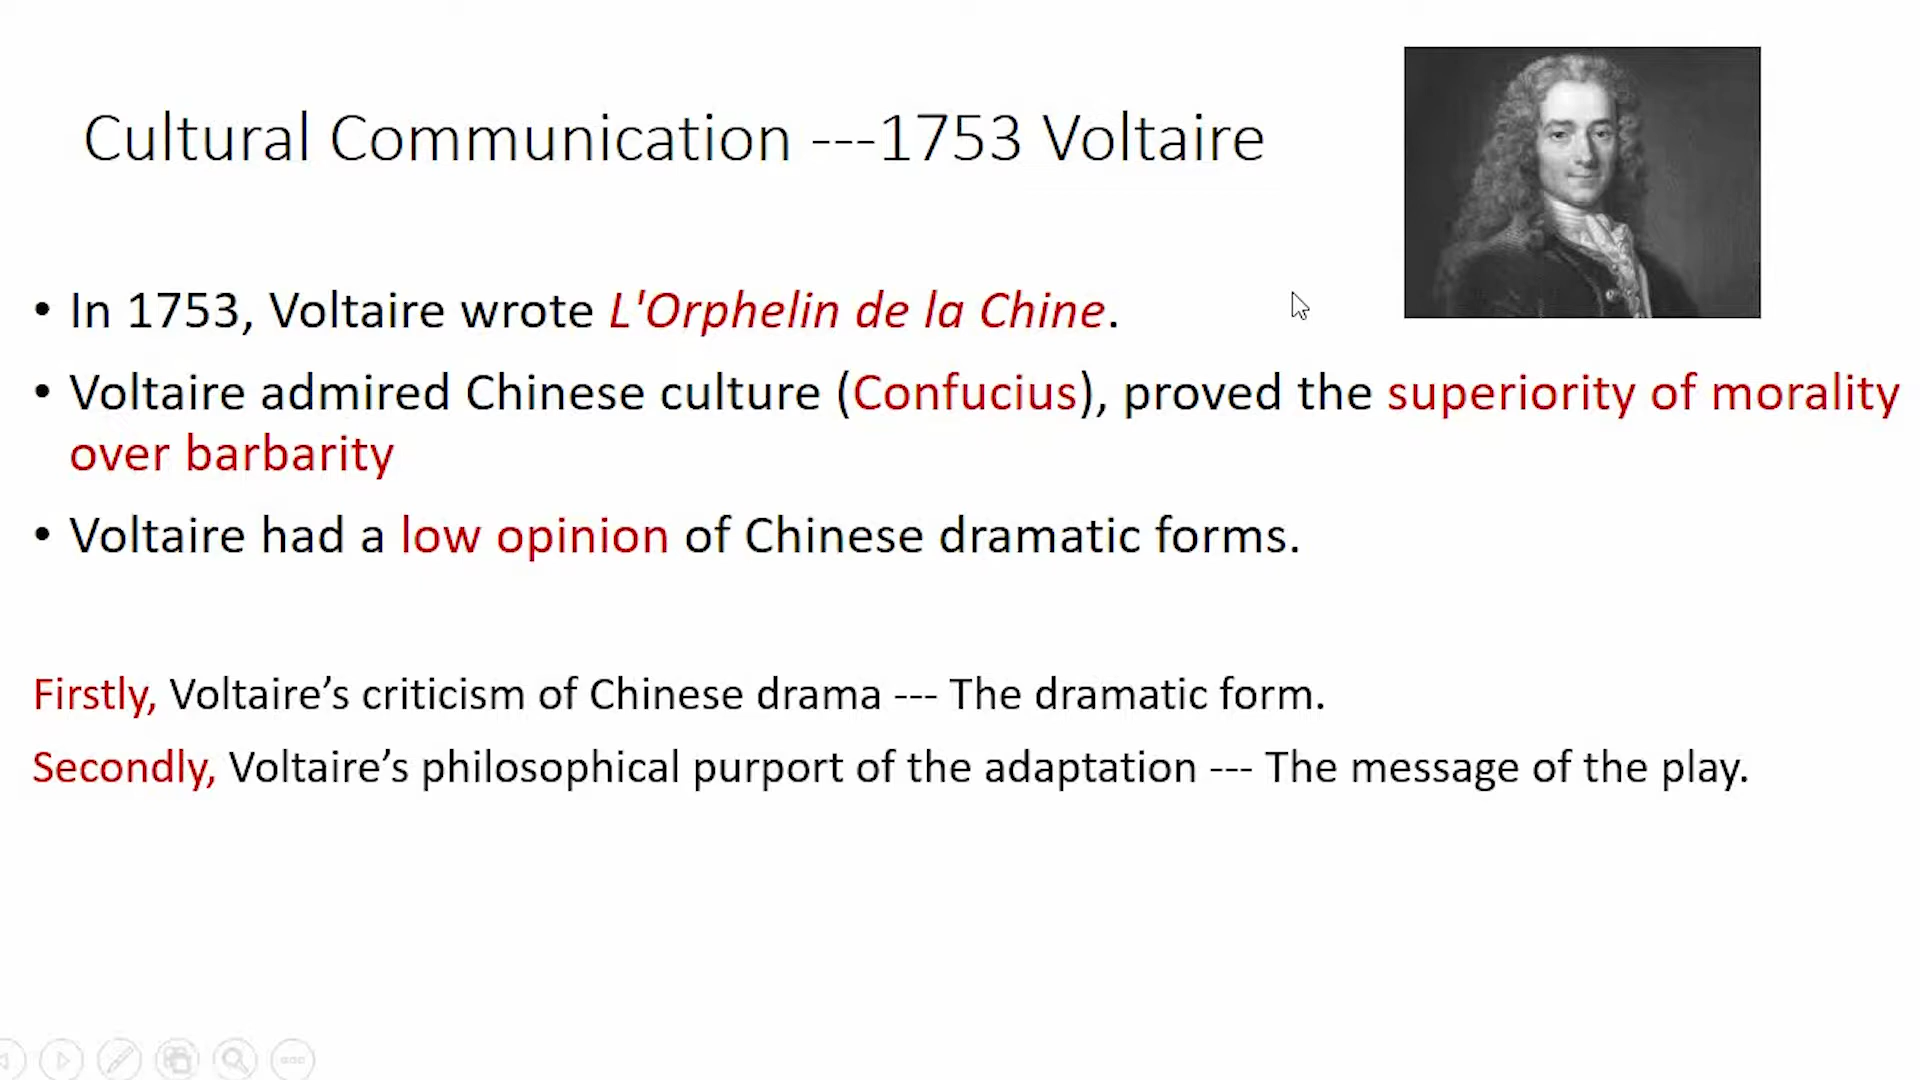 Cultural Communication ---1753 Voltaire
• In 1753, Voltaire wrote L'Orphelin de la Chine.
• Voltaire admired Chinese culture (Confucius), proved the superiority of morality
over barbarity
• Voltaire had a low opinion of Chinese dramatic forms.
Firstly, Voltaire’s criticism of Chinese drama --- The dramatic form.
Secondly, Voltaire’s philosophical purport of the adaptation --- The message of the play.